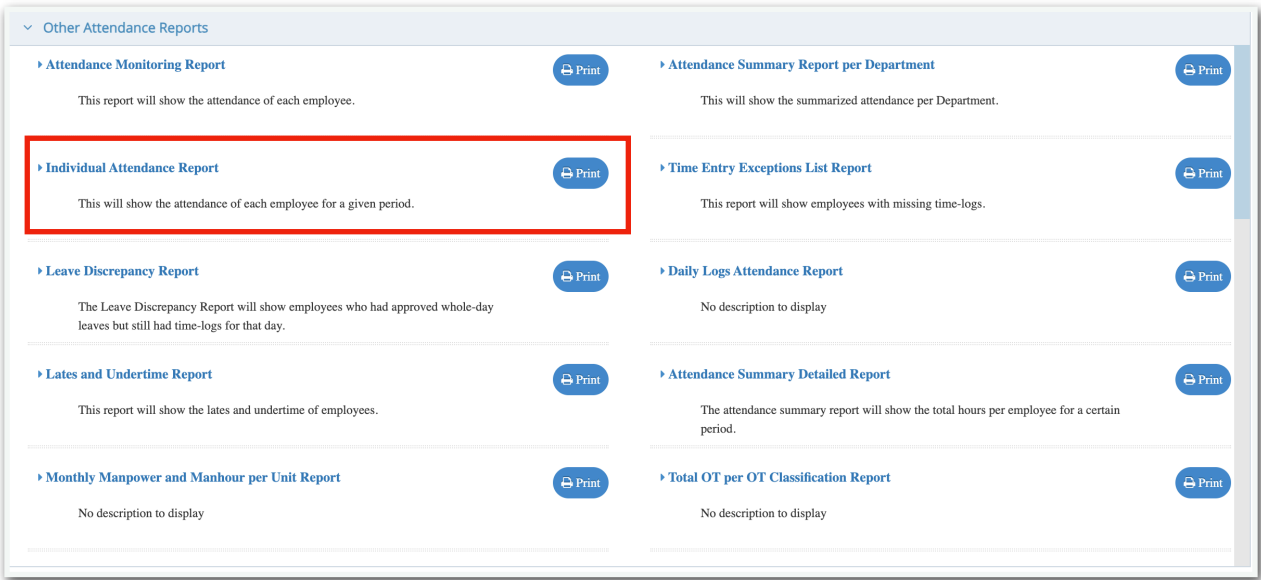 Other Attendance Reports
Attendance Monitoring Report
Print
This report will show the attendance of each employee.
Attendance Summary Report per Department
Print
This will show the summarized attendance per Department.
Individual Attendance Report
Print
This will show the attendance of each employee for a given period.
Time Entry Exceptions List Report
Print
This report will show employees with missing time-logs.
Leave Discrepancy Report
Print
The Leave Discrepancy Report will show employees who had approved whole-day
leaves but still had time-logs for that day.
Daily Logs Attendance Report
Print
No description to display
Lates and Undertime Report
Print
This report will show the lates and undertime of employees.
Attendance Summary Detailed Report
Print
The attendance summary report will show the total hours per employee for a certain
period.
Monthly Manpower and Manhour per Unit Report
Print
No description to display
Total OT per OT Classification Report
Print
No description to display